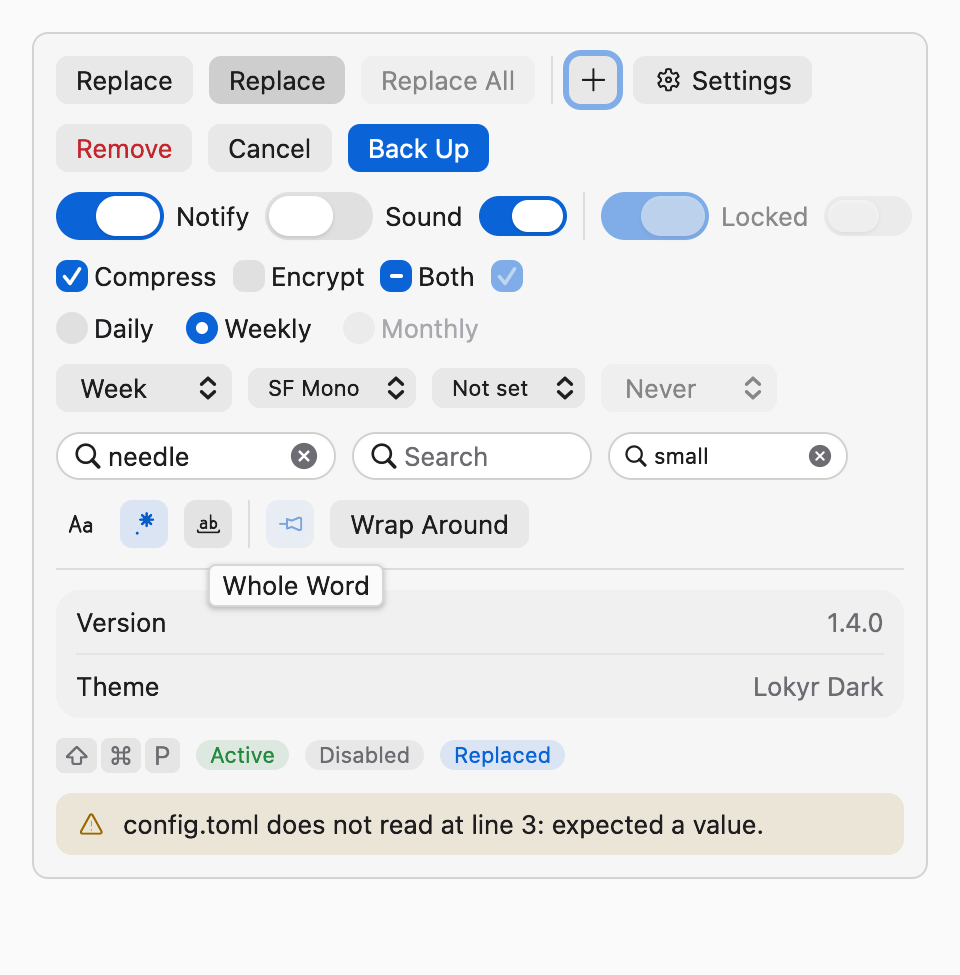 Replace Replace Replace All + Settings
Remove Cancel Back Up
Notify Sound Locked
Compress Encrypt Both
Daily Weekly Monthly
Week SF Mono Not set Never
needle Search small
Aa .* ab Wrap Around
Whole Word
Version 1.4.0
Theme Lokyr Dark
⇧ ⌘ P Active Disabled Replaced
config.toml does not read at line 3: expected a value.